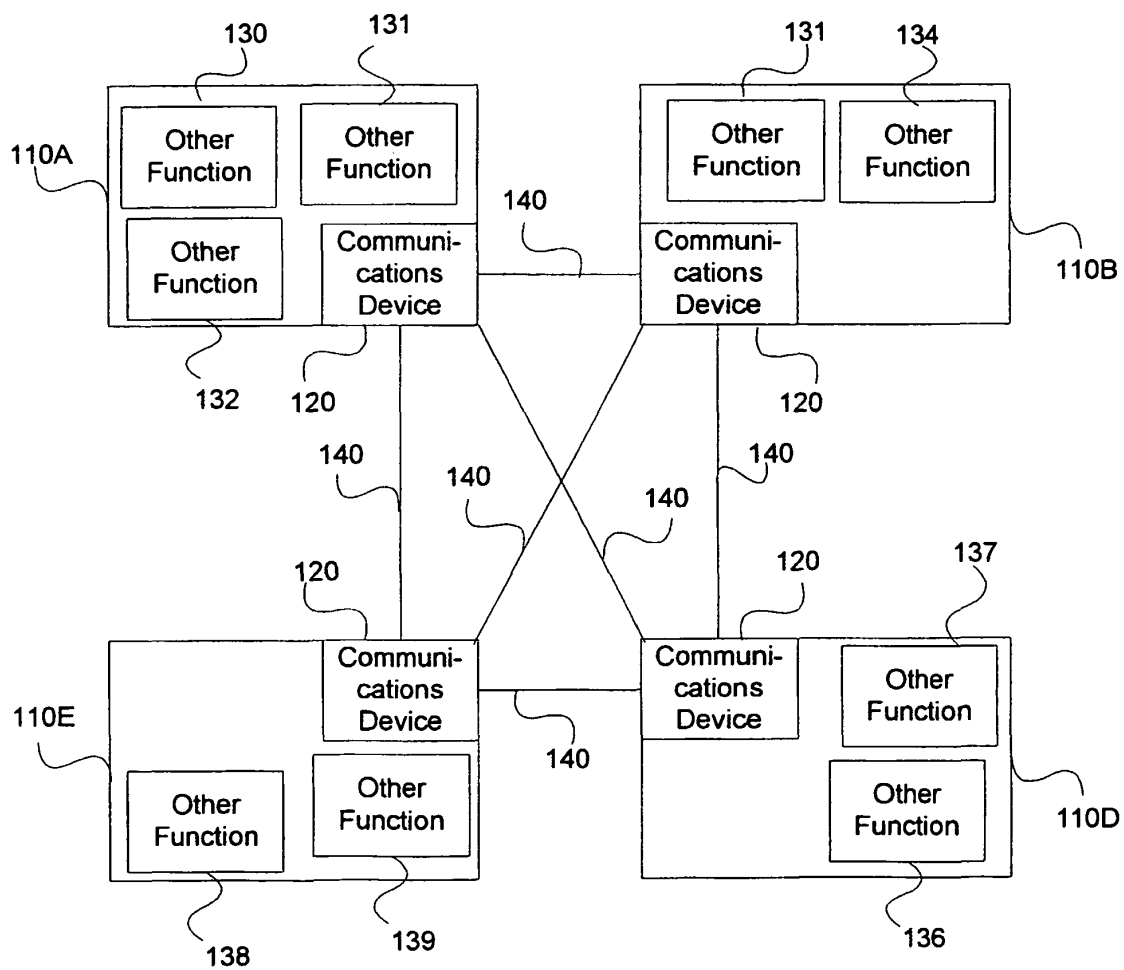 130
131
131
134
Other
Function
Other
Function
Other
Function
Other
Function
110A
Other
Function
Communi-
cations
Device
140
Communi-
cations
Device
110B
132
120
120
140
140
140
140
120
120
137
Communi-
cations
Device
Communi-
cations
Device
Other
Function
110E
140
110D
Other
Function
Other
Function
Other
Function
138
139
136